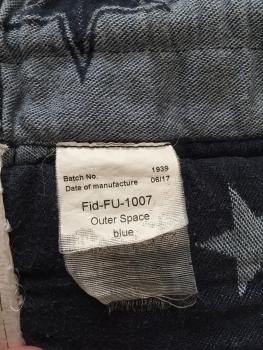 Batch No. 1939
Date of manufacture 06/17
Fid-FU-1007
Outer Space
blue